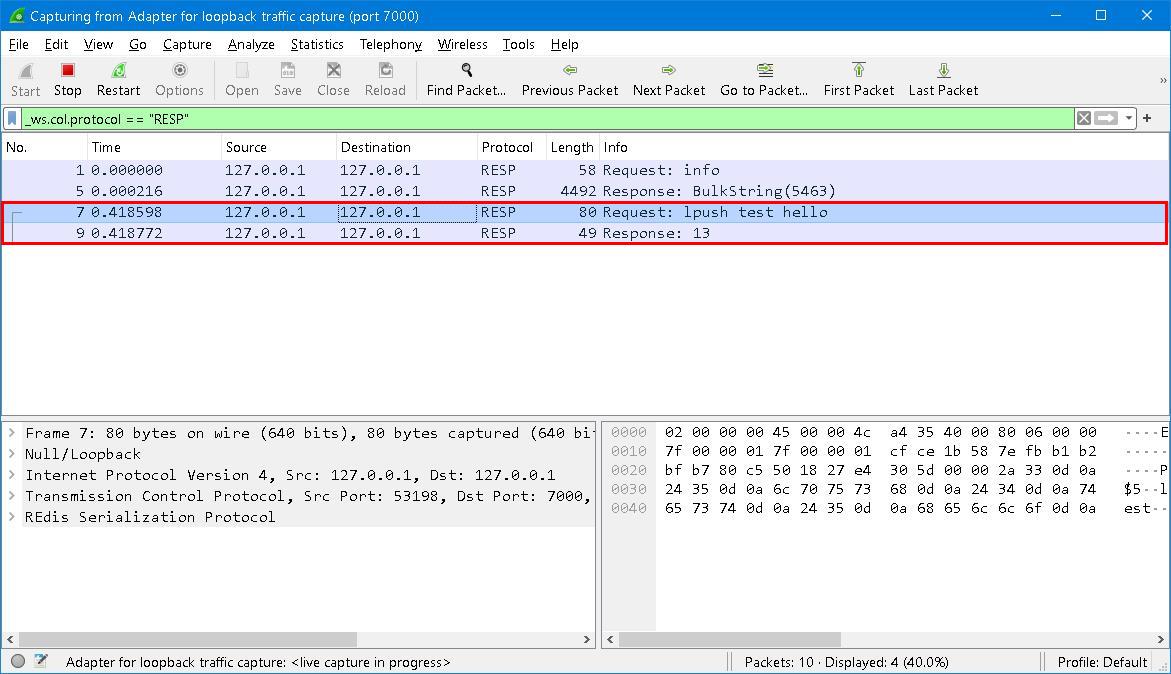 Capturing from Adapter for loopback traffic capture (port 7000)
File Edit View Go Capture Analyze Statistics Telephony Wireless Tools Help
Start Stop Restart Options Open Save Close Reload Find Packet... Previous Packet Next Packet Go to Packet... First Packet Last Packet »
_ws.col.protocol == "RESP" +
No. Time Source Destination Protocol Length Info
1 0.000000 127.0.0.1 127.0.0.1 RESP 58 Request: info
5 0.000216 127.0.0.1 127.0.0.1 RESP 4492 Response: BulkString(5463)
7 0.418598 127.0.0.1 127.0.0.1 RESP 80 Request: lpush test hello
9 0.418772 127.0.0.1 127.0.0.1 RESP 49 Response: 13
Frame 7: 80 bytes on wire (640 bits), 80 bytes captured (640 bi
Null/Loopback
Internet Protocol Version 4, Src: 127.0.0.1, Dst: 127.0.0.1
Transmission Control Protocol, Src Port: 53198, Dst Port: 7000,
REdis Serialization Protocol
0000 02 00 00 00 45 00 00 4c a4 35 40 00 80 06 00 00 ····E
0010 7f 00 00 01 7f 00 00 01 cf ce 1b 58 7e fb b1 b2
0020 bf b7 80 c5 50 18 27 e4 30 5d 00 00 2a 33 0d 0a ····P
0030 24 35 0d 0a 6c 70 75 73 68 0d 0a 24 34 0d 0a 74 $5··l
0040 65 73 74 0d 0a 24 35 0d 0a 68 65 6c 6c 6f 0d 0a est··
Adapter for loopback traffic capture: <live capture in progress> Packets: 10 · Displayed: 4 (40.0%) Profile: Default